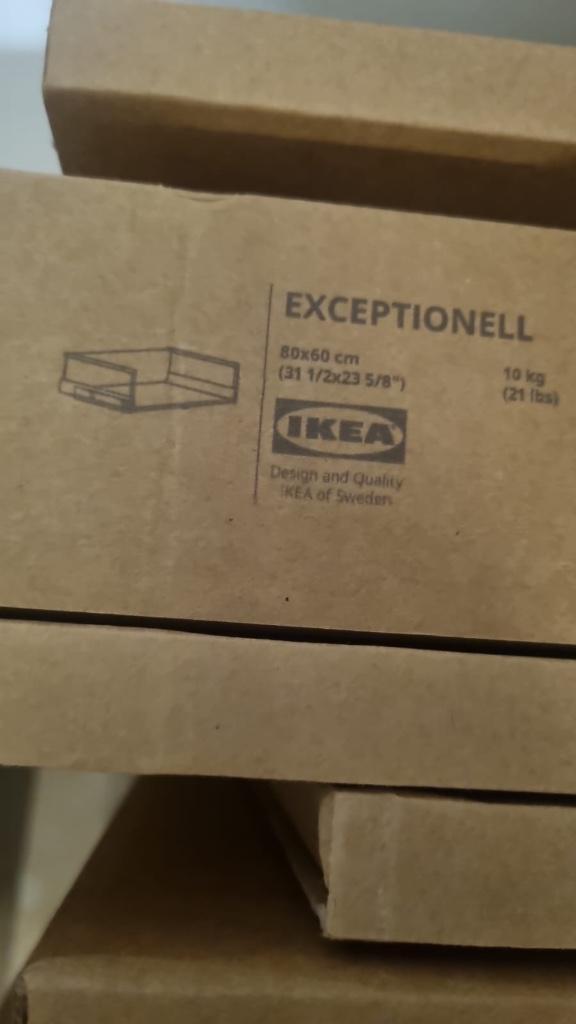 EXCEPTIONELL
80x60 cm
(31 1/2x23 5/8")
10 kg
(21 lbs)
IKEA
Design and Quality
IKEA of Sweden